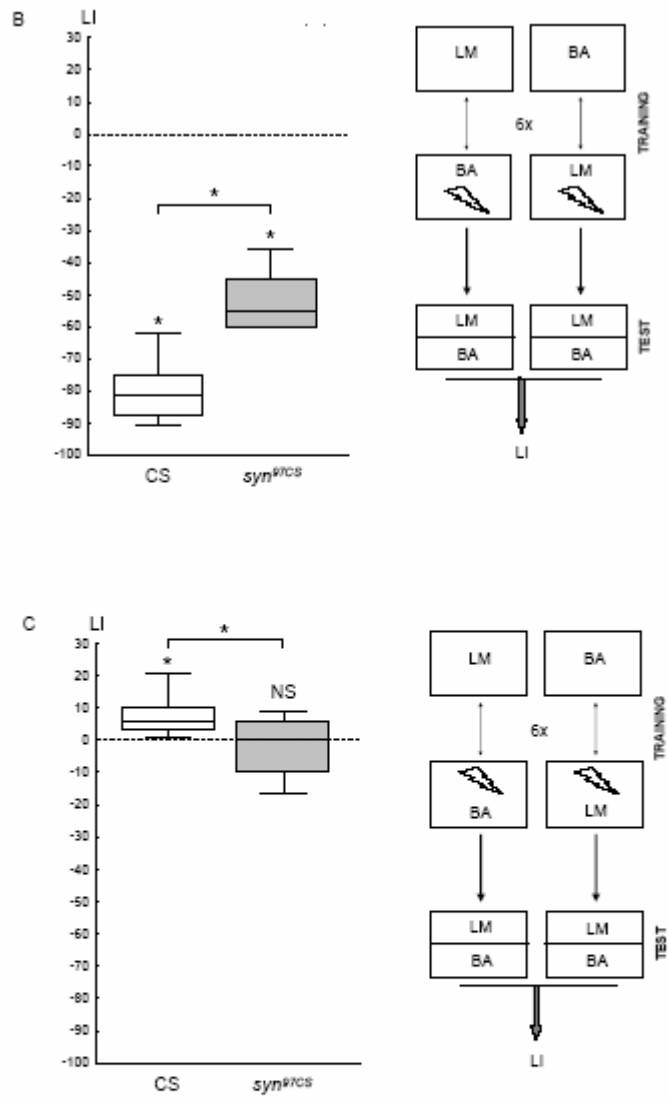 B
LI
30
20
10
0
-10
-20
-30
-40
-50
-60
-70
-80
-90
-100
*
*
*
CS
syn97CS
LM
BA
6x
TRAINING
BA
LM
LM
LM
BA
BA
TEST
LI
C
LI
30
20
10
0
-10
-20
-30
-40
-50
-60
-70
-80
-90
-100
*
*
NS
CS
syn97CS
LM
BA
6x
TRAINING
BA
LM
LM
LM
BA
BA
TEST
LI